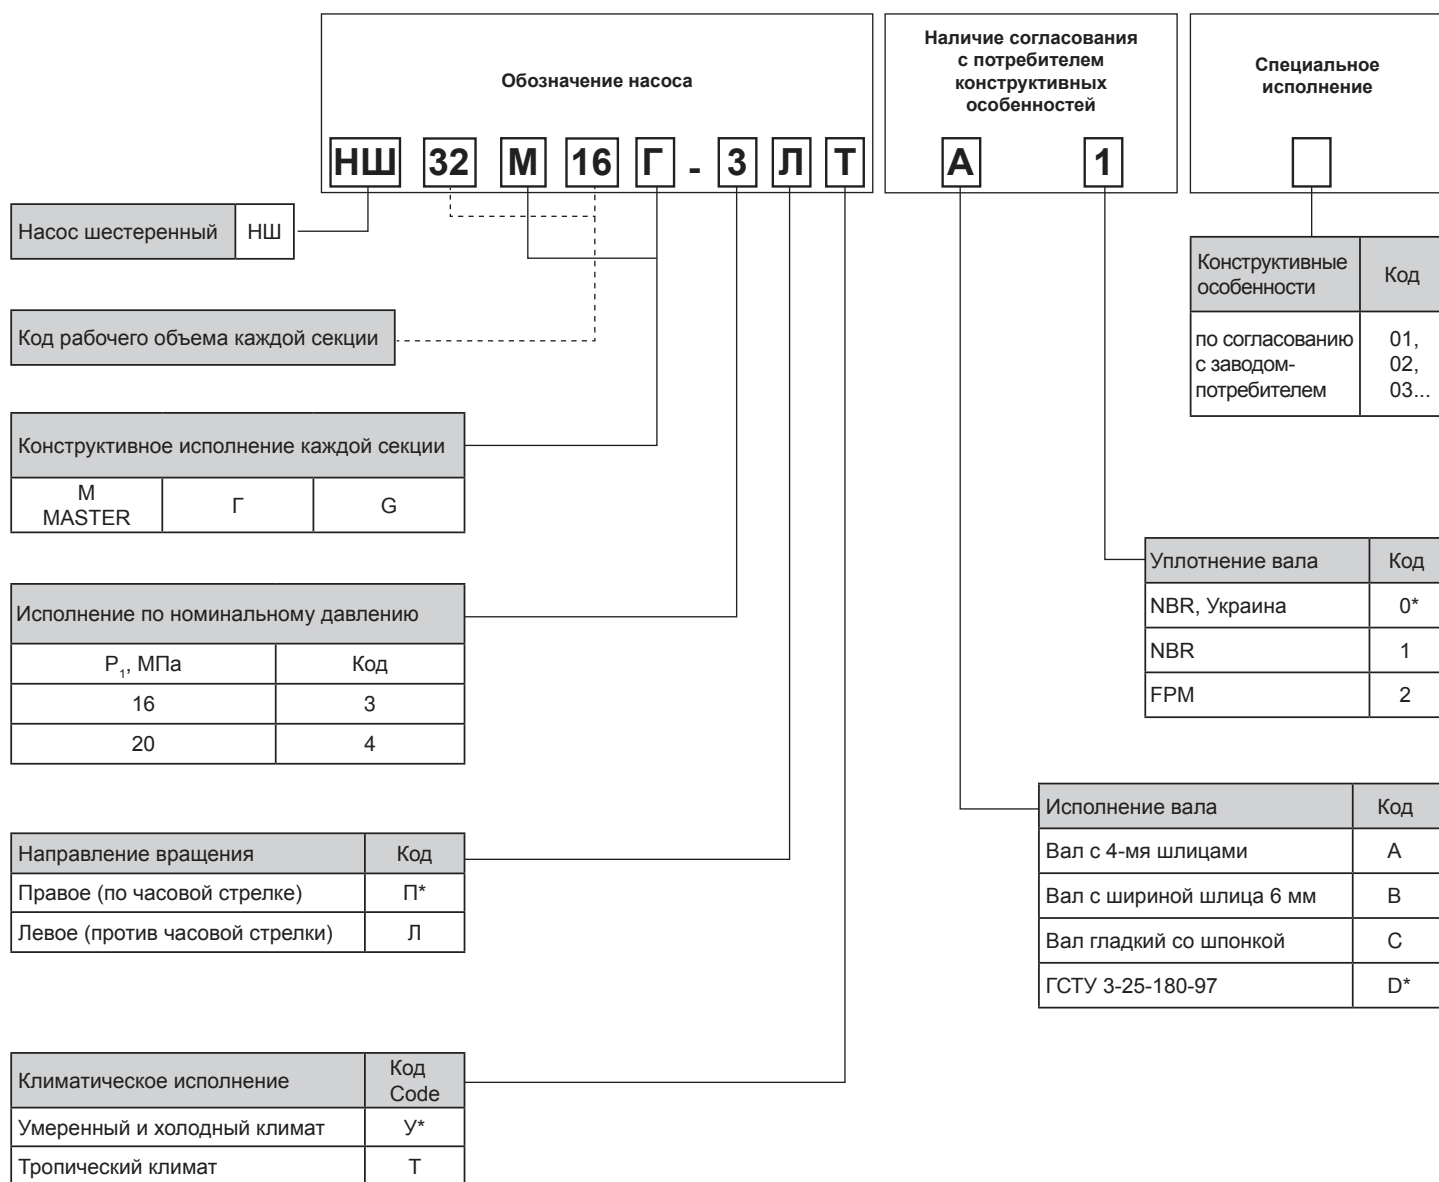 Обозначение насоса
Наличие согласования
с потребителем
конструктивных
особенностей
Специальное
исполнение
НШ 32 М 16 Г - 3 Л Т А 1
Насос шестеренный НШ
Код рабочего объема каждой секции
Конструктивное исполнение каждой секции
М
MASTER
Г
G
Исполнение по номинальному давлению
P1, МПа Код
16 3
20 4
Направление вращения Код
Правое (по часовой стрелке) П*
Левое (против часовой стрелки) Л
Климатическое исполнение
Код
Code
Умеренный и холодный климат У*
Тропический климат Т
Конструктивные
особенности
Код
по согласованию
с заводом-
потребителем
01,
02,
03...
Уплотнение вала Код
NBR, Украина 0*
NBR 1
FPM 2
Исполнение вала Код
Вал с 4-мя шлицами A
Вал с шириной шлица 6 мм B
Вал гладкий со шпонкой C
ГСТУ 3-25-180-97 D*